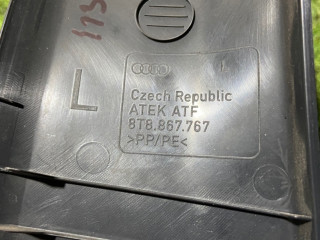 L
L
Czech Republic
ATEK ATF
8T8.867.767
>PP/PE<